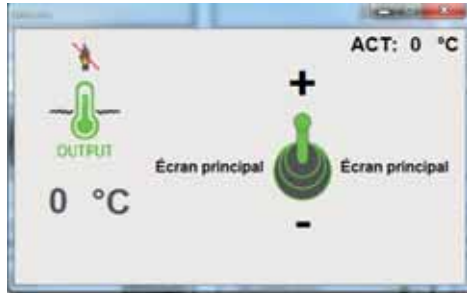 ACT: 0 °C
+
OUTPUT
Écran principal Écran principal
0 °C
-